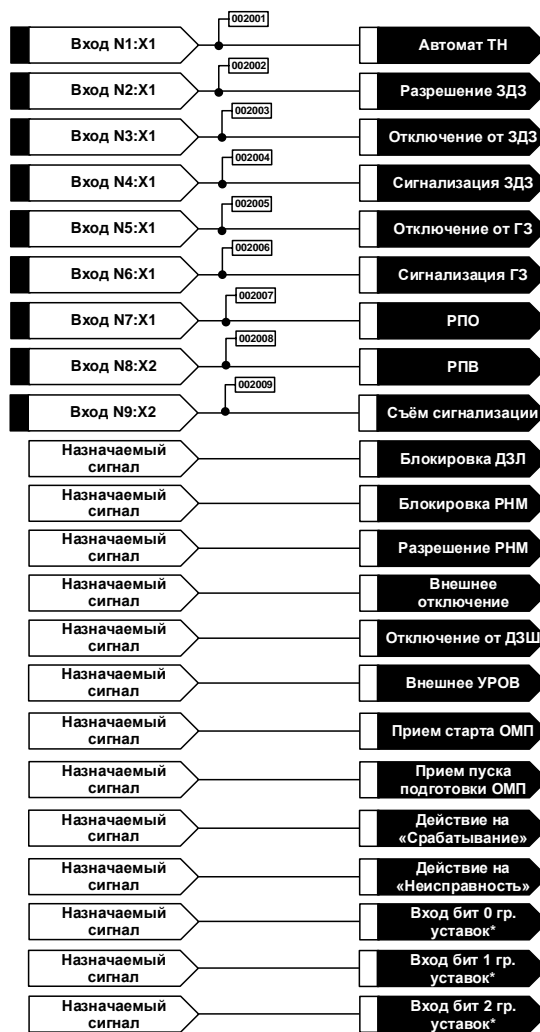 002001
Вход N1:X1
Автомат ТН
002002
Вход N2:X1
Разрешение ЗДЗ
002003
Вход N3:X1
Отключение от ЗДЗ
002004
Вход N4:X1
Сигнализация ЗДЗ
002005
Вход N5:X1
Отключение от ГЗ
002006
Вход N6:X1
Сигнализация ГЗ
002007
Вход N7:X1
РПО
002008
Вход N8:X2
РПВ
002009
Вход N9:X2
Съём сигнализации
Назначаемый
сигнал
Блокировка ДЗЛ
Назначаемый
сигнал
Блокировка РНМ
Назначаемый
сигнал
Разрешение РНМ
Назначаемый
сигнал
Внешнее
отключение
Назначаемый
сигнал
Отключение от ДЗШ
Назначаемый
сигнал
Внешнее УРОВ
Назначаемый
сигнал
Прием старта ОМП
Назначаемый
сигнал
Прием пуска
подготовки ОМП
Назначаемый
сигнал
Действие на
«Срабатывание»
Назначаемый
сигнал
Действие на
«Неисправность»
Назначаемый
сигнал
Вход бит 0 гр.
уставок*
Назначаемый
сигнал
Вход бит 1 гр.
уставок*
Назначаемый
сигнал
Вход бит 2 гр.
уставок*